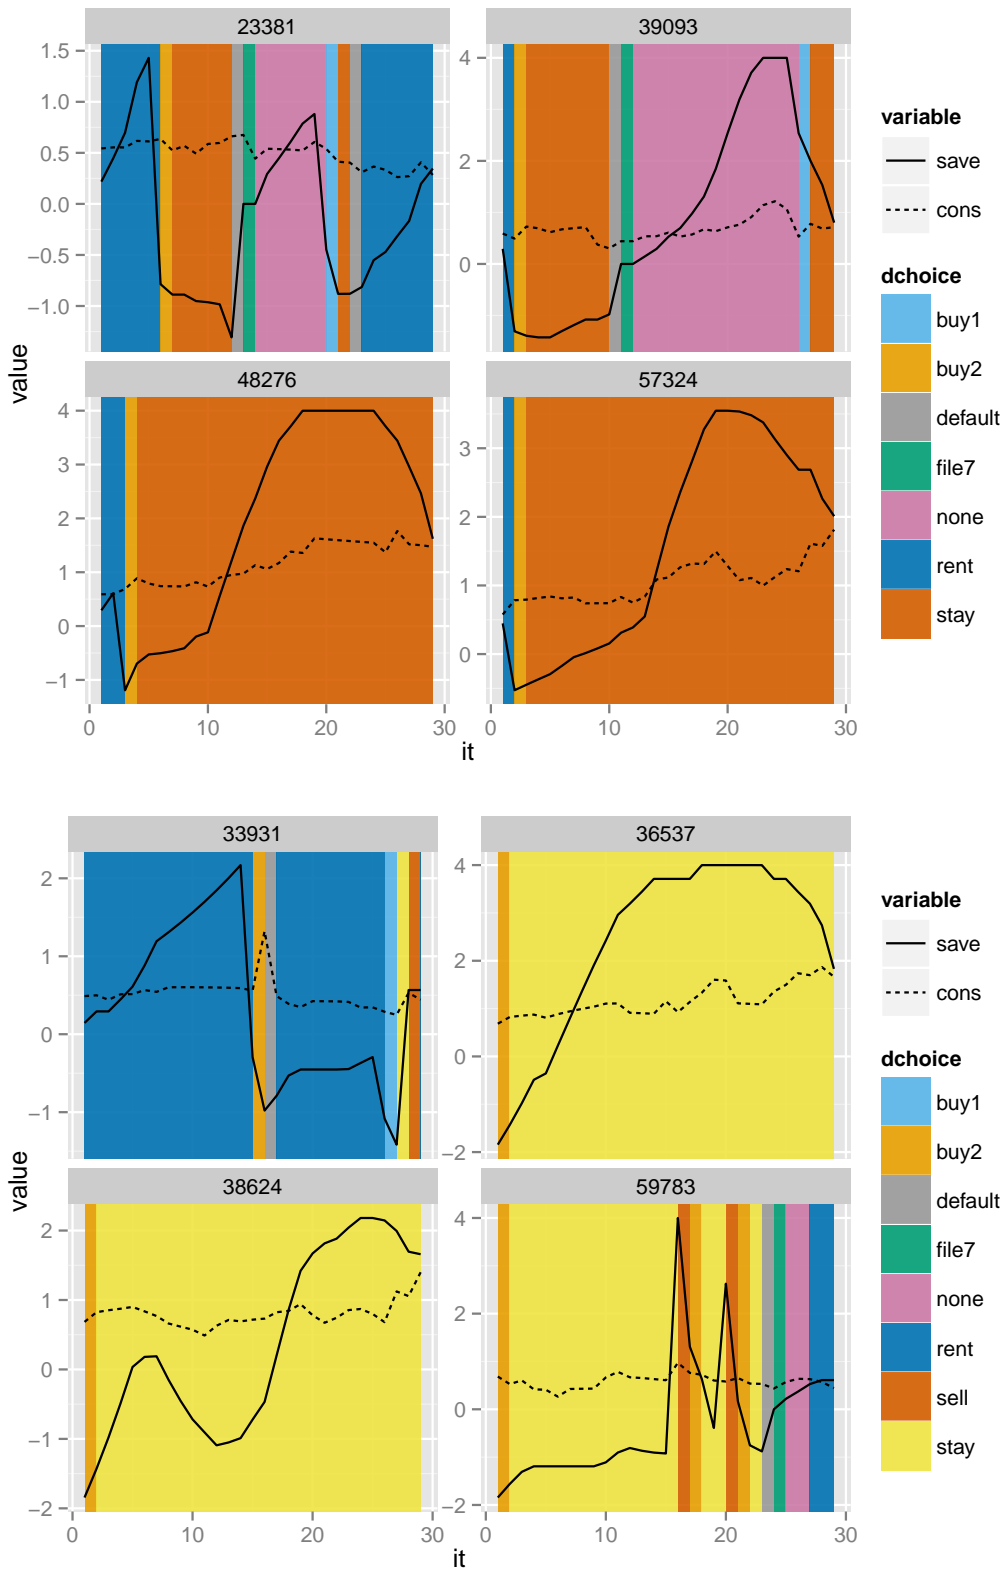 23381
39093
1.5
1.0
0.5
0.0
−0.5
−1.0
4
2
0
48276
57324
4
3
2
1
0
−1
3
2
1
0
0
10
20
30
0
10
20
30
value
it
variable
save
cons
dchoice
buy1
buy2
default
file7
none
rent
stay
33931
36537
2
1
0
−1
4
2
0
−2
38624
59783
2
1
0
−1
−2
4
2
0
−2
0
10
20
30
0
10
20
30
value
it
variable
save
cons
dchoice
buy1
buy2
default
file7
none
rent
sell
stay